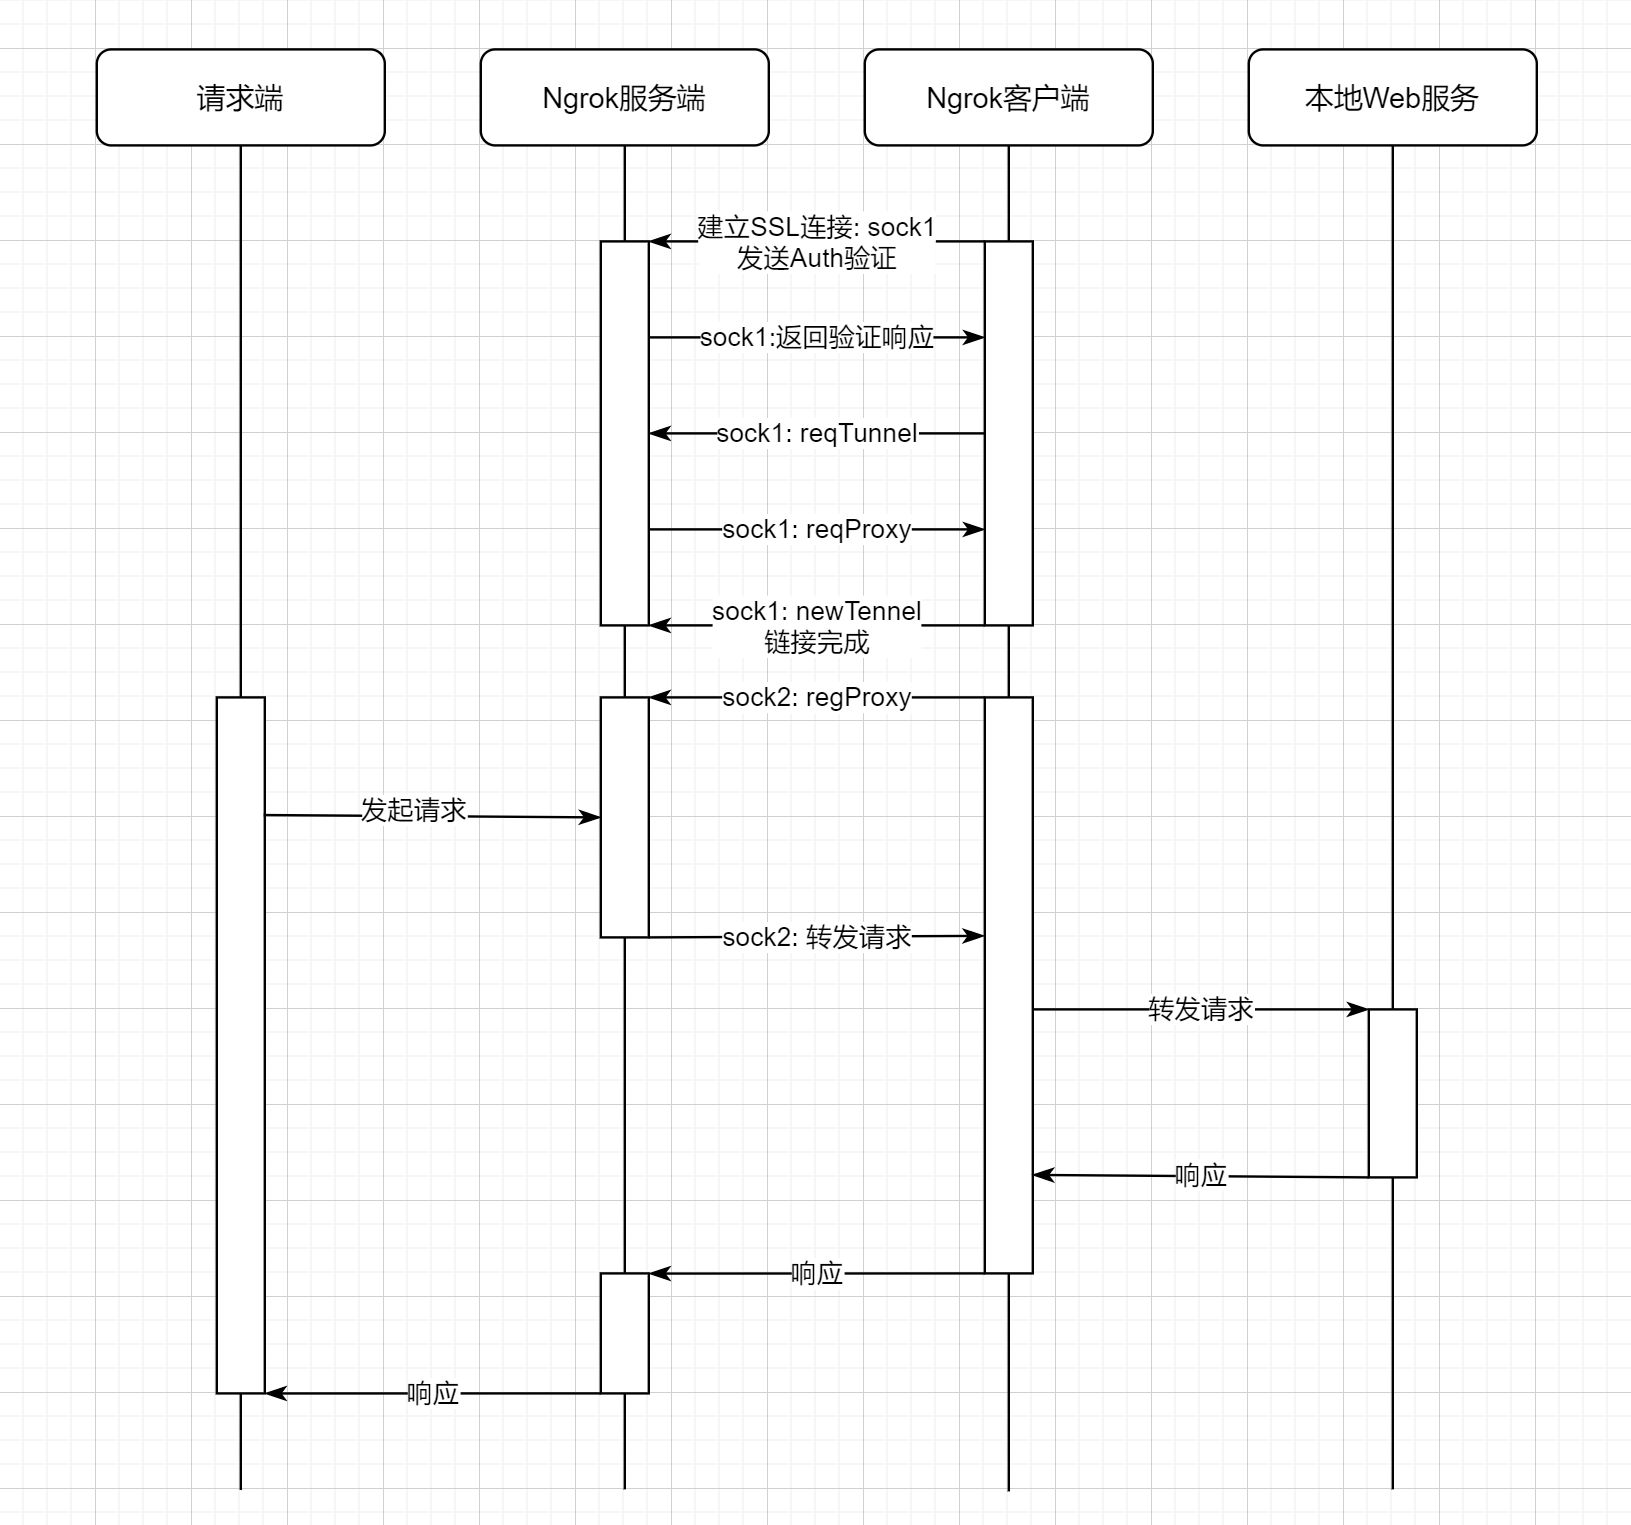 请求端
Ngrok服务端
Ngrok客户端
本地Web服务
建立SSL连接: sock1
发送Auth验证
sock1:返回验证响应
sock1: reqTunnel
sock1: reqProxy
sock1: newTennel
链接完成
sock2: regProxy
发起请求
sock2: 转发请求
转发请求
响应
响应
响应